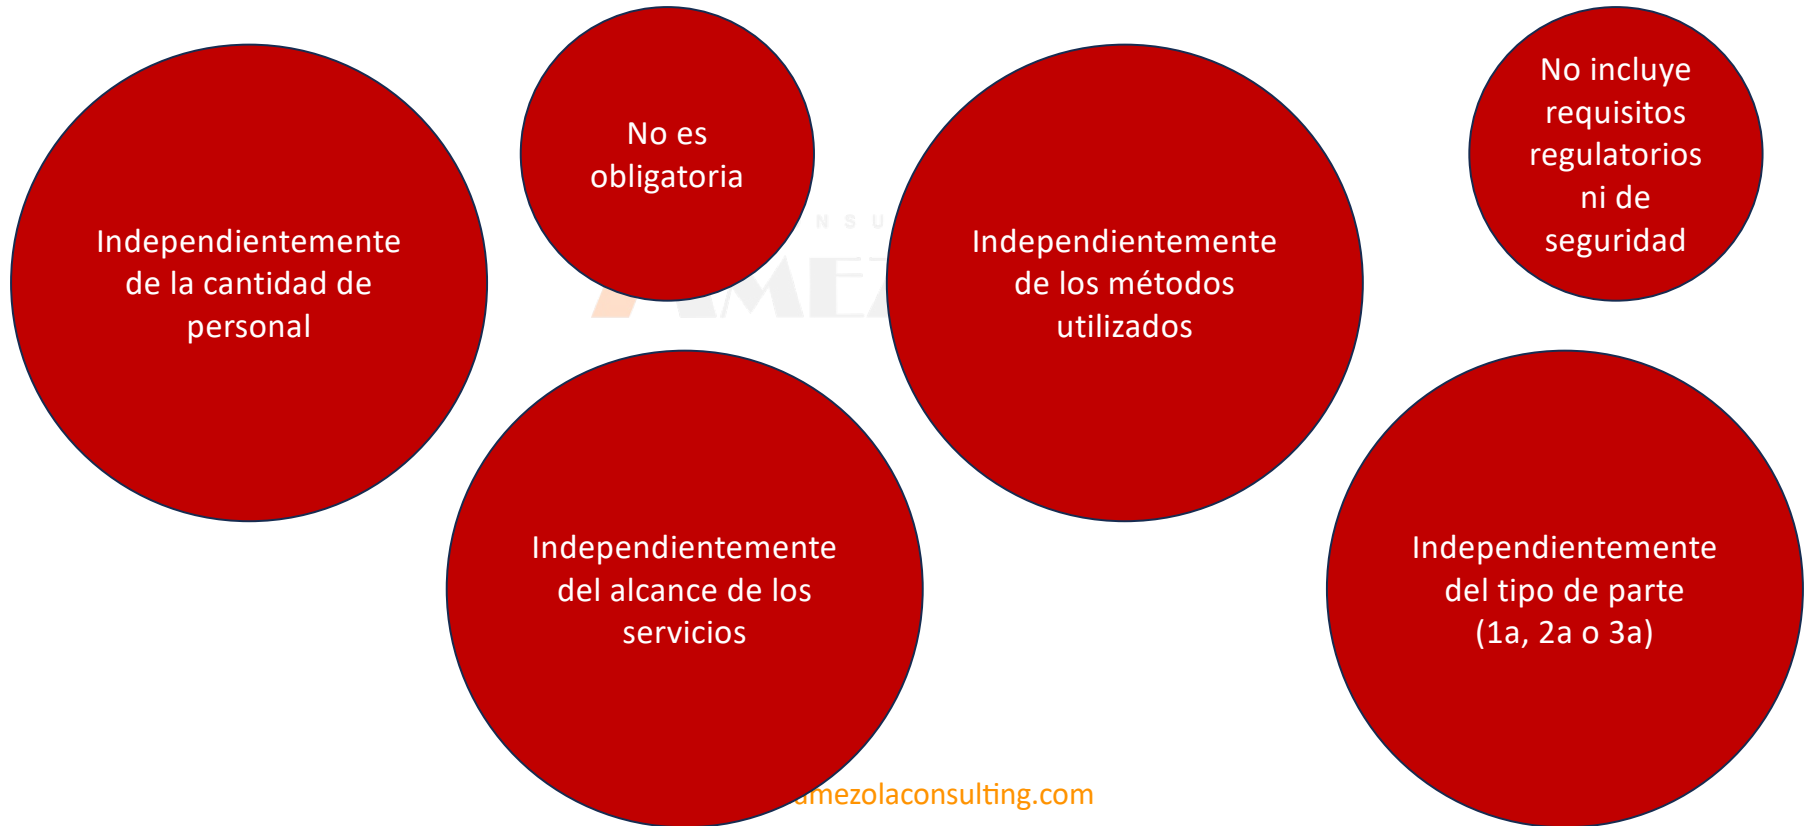 Independientemente
de la cantidad de
personal
No es
obligatoria
Independientemente
del alcance de los
servicios
Independientemente
de los métodos
utilizados
No incluye
requisitos
regulatorios
ni de
seguridad
Independientemente
del tipo de parte
(1a, 2a o 3a)
amezolaconsulting.com